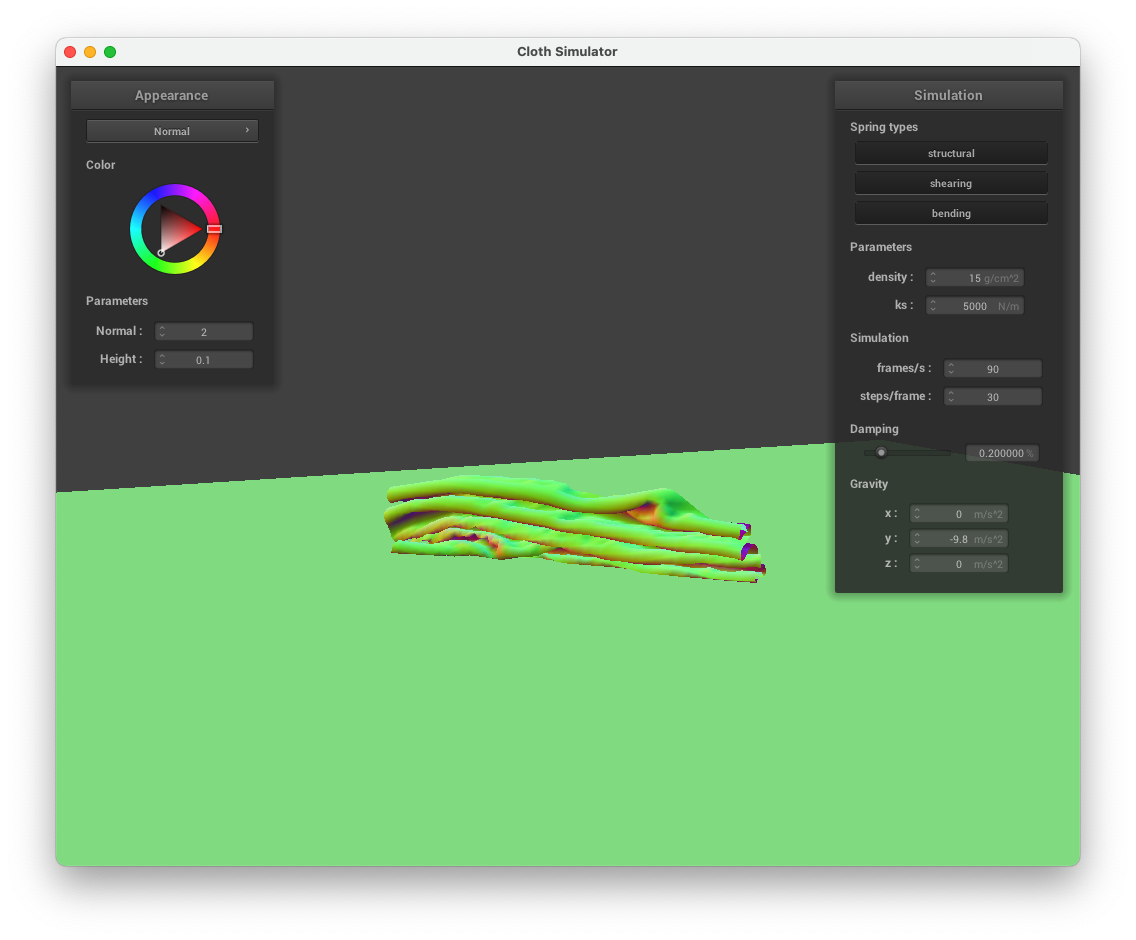 Cloth Simulator
Appearance
Normal
Color
Parameters
Normal : 2
Height : 0.1
Simulation
Spring types
structural
shearing
bending
Parameters
density : 15 g/cm^2
ks : 5000 N/m
Simulation
frames/s : 90
steps/frame : 30
Damping
0.200000 %
Gravity
x : 0 m/s^2
y : -9.8 m/s^2
z : 0 m/s^2